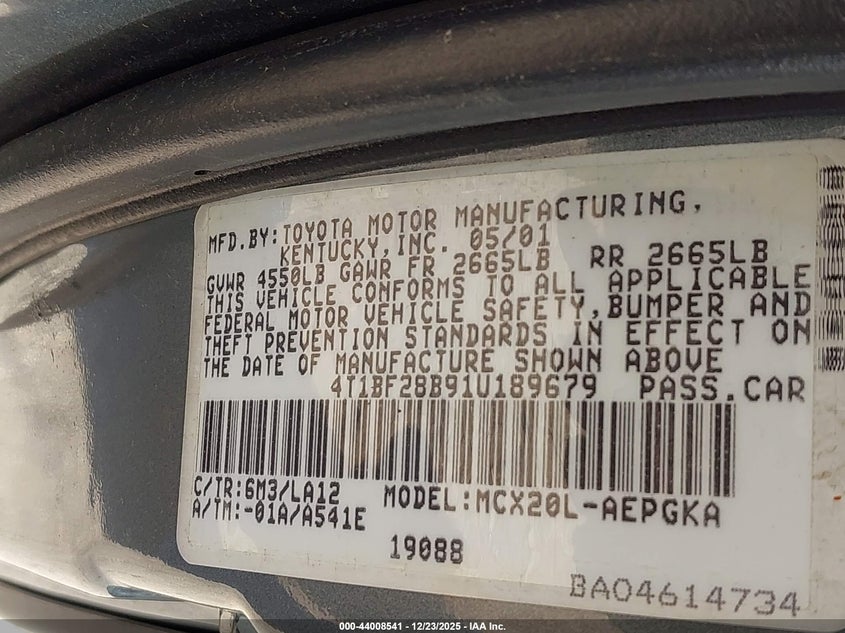 MFD.BY:TOYOTA MOTOR MANUFACTURING,
KENTUCKY,INC. 05/01
GVWR 4550LB GAWR FR 2665LB RR 2665LB
THIS VEHICLE CONFORMS TO ALL APPLICABLE
FEDERAL MOTOR VEHICLE SAFETY,BUMPER AND
THEFT PREVENTION STANDARDS IN EFFECT ON
THE DATE OF MANUFACTURE SHOWN ABOVE
4T1BF28B91U189679 PASS.CAR
C/TR:6M3/LA12 MODEL:MCX20L-AEPGKA
A/TM:-01A/A541E
19088
BA04614734
000-44008541 - 12/23/2025 - IAA Inc.